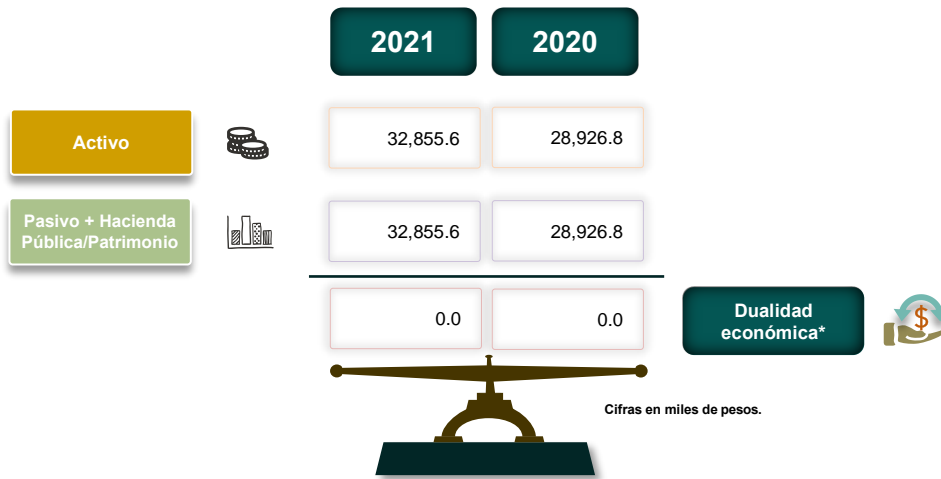 2021 2020
Activo 32,855.6 28,926.8
Pasivo + Hacienda
Pública/Patrimonio 32,855.6 28,926.8
0.0 0.0
Dualidad
económica*
$
Cifras en miles de pesos.